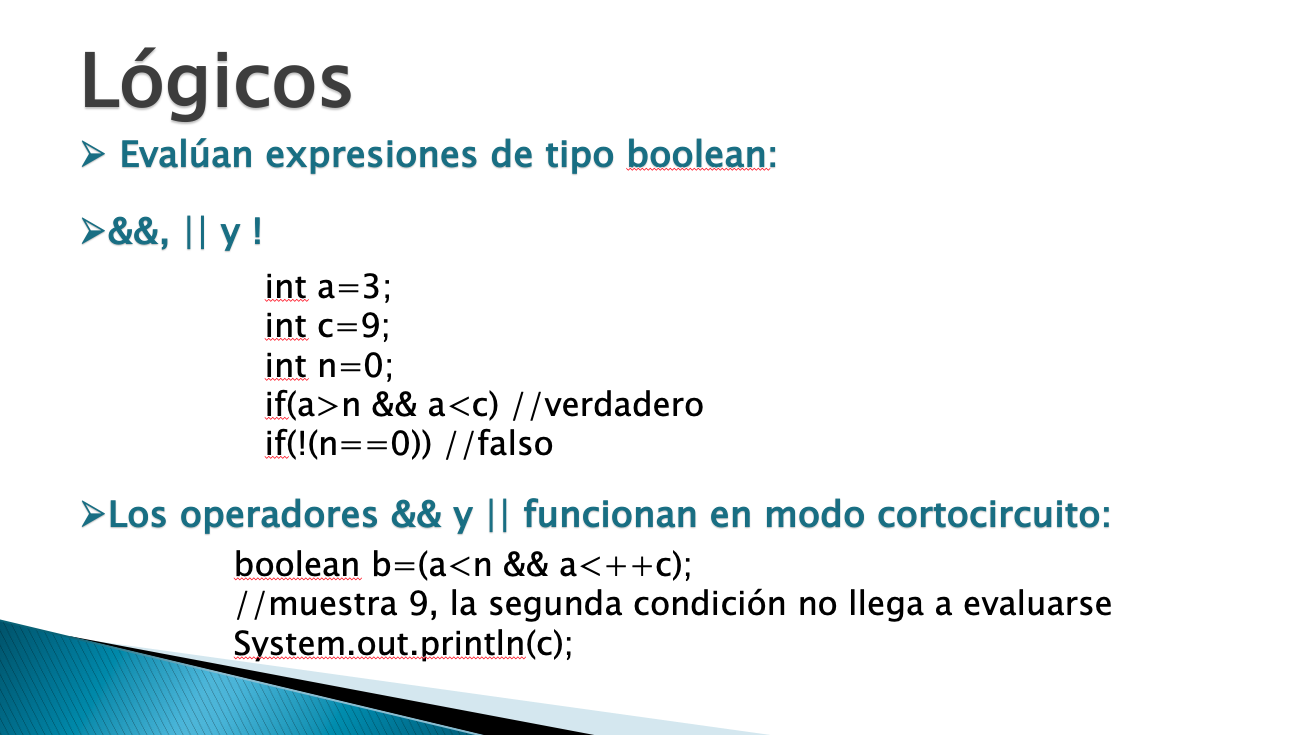 Lógicos
➢ Evalúan expresiones de tipo boolean:
➢&&, || y !
int a=3;
int c=9;
int n=0;
if(a>n && a<c) //verdadero
if(!(n==0)) //falso
➢Los operadores && y || funcionan en modo cortocircuito:
boolean b=(a<n && a<++c);
//muestra 9, la segunda condición no llega a evaluarse
System.out.println(c);